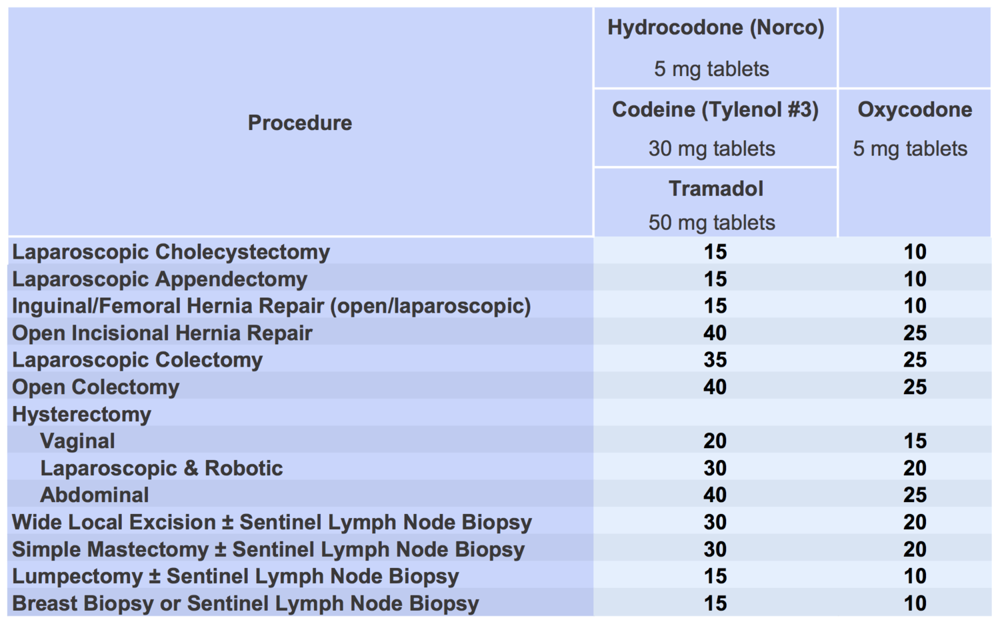 Procedure
Hydrocodone (Norco)
5 mg tablets
Codeine (Tylenol #3)
30 mg tablets
Tramadol
50 mg tablets
Oxycodone
5 mg tablets
Laparoscopic Cholecystectomy 15 10
Laparoscopic Appendectomy 15 10
Inguinal/Femoral Hernia Repair (open/laparoscopic) 15 10
Open Incisional Hernia Repair 40 25
Laparoscopic Colectomy 35 25
Open Colectomy 40 25
Hysterectomy
Vaginal 20 15
Laparoscopic & Robotic 30 20
Abdominal 40 25
Wide Local Excision ± Sentinel Lymph Node Biopsy 30 20
Simple Mastectomy ± Sentinel Lymph Node Biopsy 30 20
Lumpectomy ± Sentinel Lymph Node Biopsy 15 10
Breast Biopsy or Sentinel Lymph Node Biopsy 15 10